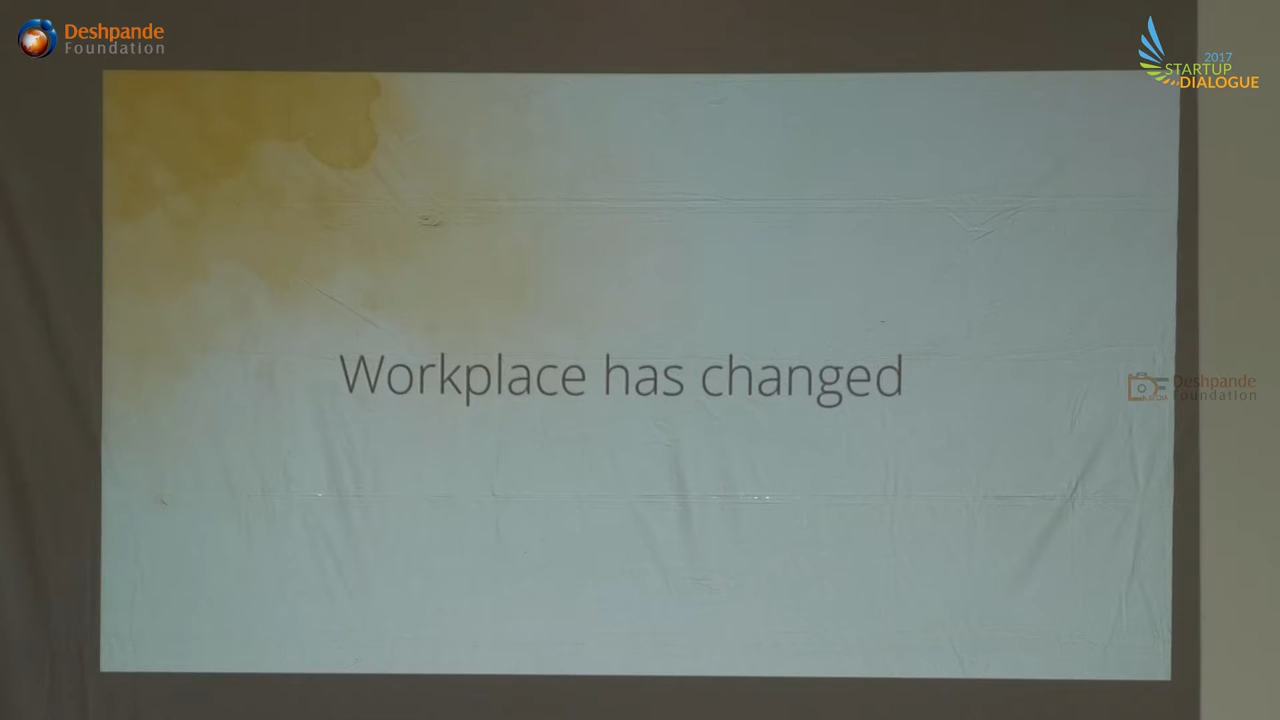 Deshpande
Foundation
2017
STARTUP
DIALOGUE
Workplace has changed
Deshpande
Foundation